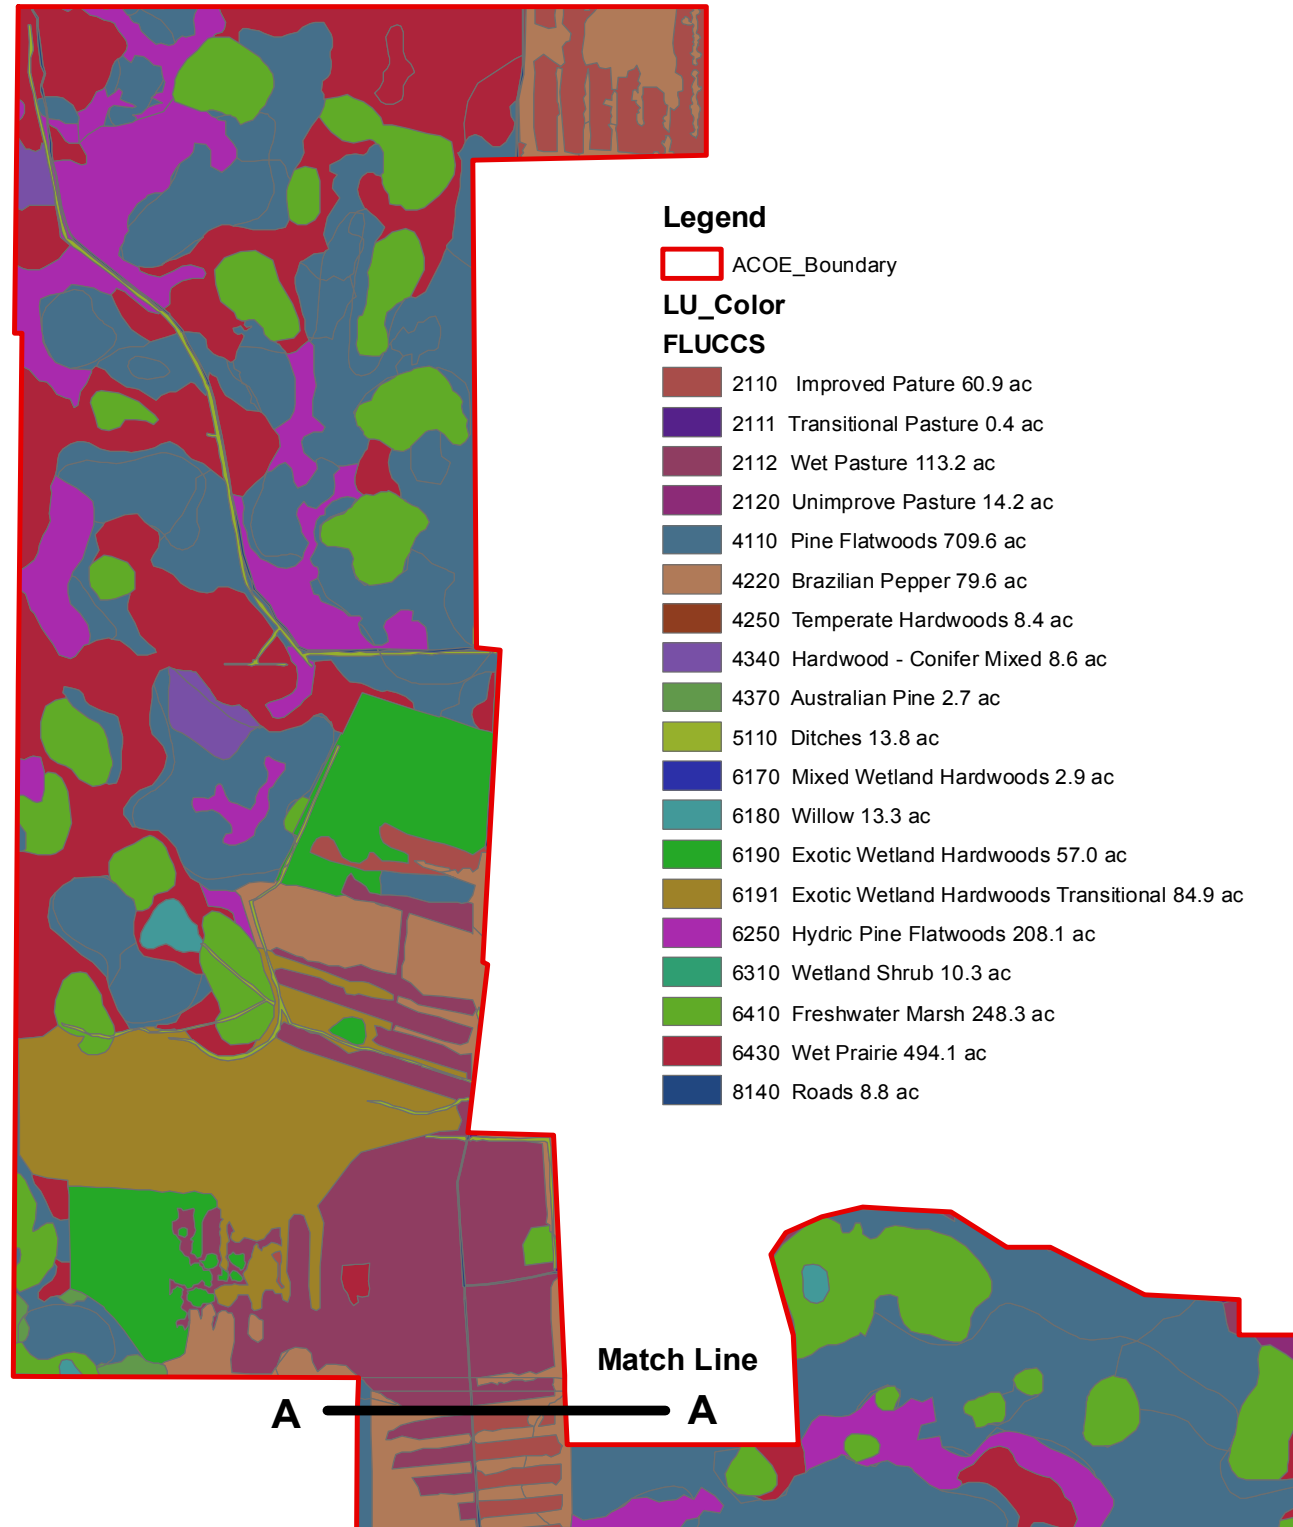 Legend
ACOE_Boundary
LU_Color
FLUCCS
2110 Improved Pature 60.9 ac
2111 Transitional Pasture 0.4 ac
2112 Wet Pasture 113.2 ac
2120 Unimprove Pasture 14.2 ac
4110 Pine Flatwoods 709.6 ac
4220 Brazilian Pepper 79.6 ac
4250 Temperate Hardwoods 8.4 ac
4340 Hardwood - Conifer Mixed 8.6 ac
4370 Australian Pine 2.7 ac
5110 Ditches 13.8 ac
6170 Mixed Wetland Hardwoods 2.9 ac
6180 Willow 13.3 ac
6190 Exotic Wetland Hardwoods 57.0 ac
6191 Exotic Wetland Hardwoods Transitional 84.9 ac
6250 Hydric Pine Flatwoods 208.1 ac
6310 Wetland Shrub 10.3 ac
6410 Freshwater Marsh 248.3 ac
6430 Wet Prairie 494.1 ac
8140 Roads 8.8 ac
Match Line
A A